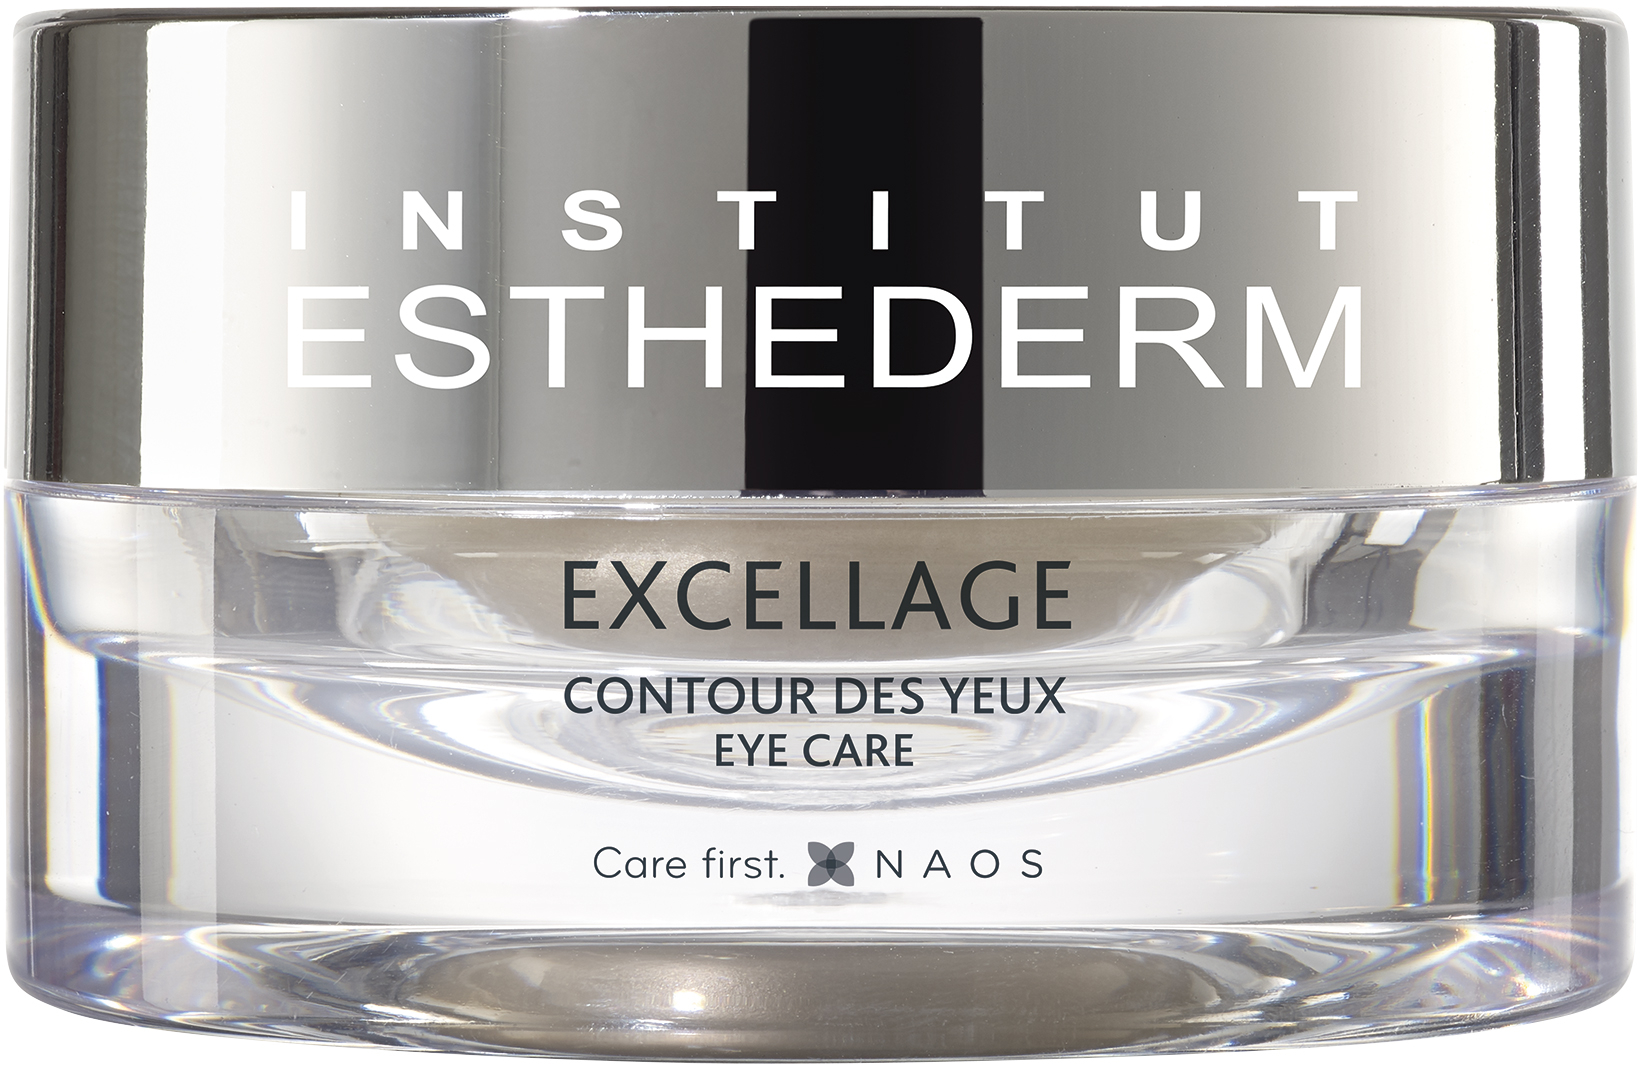 INSTITUT
ESTHEDERM
EXCELLAGE
CONTOUR DES YEUX
EYE CARE
Care first. NAOS